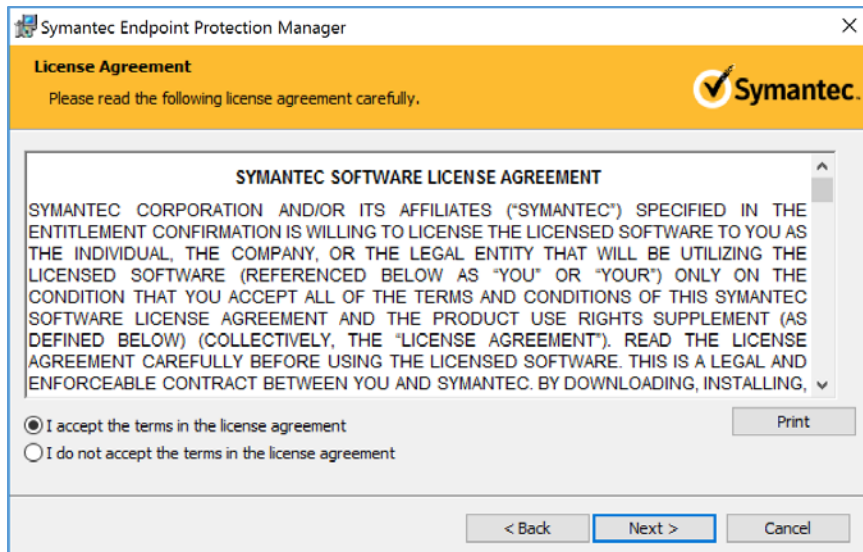 Symantec Endpoint Protection Manager
License Agreement
Please read the following license agreement carefully.
Symantec.
SYMANTEC SOFTWARE LICENSE AGREEMENT
SYMANTEC CORPORATION AND/OR ITS AFFILIATES (“SYMANTEC”) SPECIFIED IN THE
ENTITLEMENT CONFIRMATION IS WILLING TO LICENSE THE LICENSED SOFTWARE TO YOU AS
THE INDIVIDUAL, THE COMPANY, OR THE LEGAL ENTITY THAT WILL BE UTILIZING THE
LICENSED SOFTWARE (REFERENCED BELOW AS “YOU” OR “YOUR”) ONLY ON THE
CONDITION THAT YOU ACCEPT ALL OF THE TERMS AND CONDITIONS OF THIS SYMANTEC
SOFTWARE LICENSE AGREEMENT AND THE PRODUCT USE RIGHTS SUPPLEMENT (AS
DEFINED BELOW) (COLLECTIVELY, THE “LICENSE AGREEMENT”). READ THE LICENSE
AGREEMENT CAREFULLY BEFORE USING THE LICENSED SOFTWARE. THIS IS A LEGAL AND
ENFORCEABLE CONTRACT BETWEEN YOU AND SYMANTEC. BY DOWNLOADING, INSTALLING,
I accept the terms in the license agreement
Print
I do not accept the terms in the license agreement
< Back
Next >
Cancel